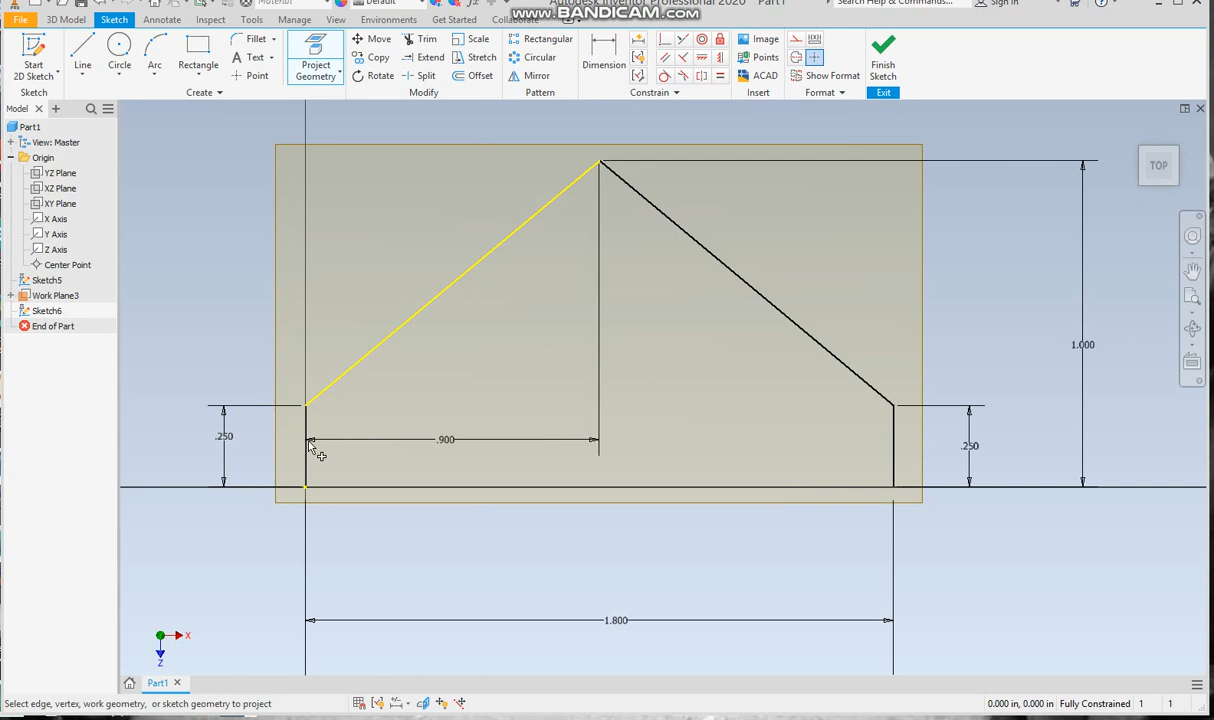 Material
Default
Autodesk Inventor Professional 2020 Part1
Search Help & Commands...
Sign In
www.BANDICAM.com
File 3D Model Sketch Annotate Inspect Tools Manage View Environments Get Started Collaborate
Start
2D Sketch
Sketch
Line
Circle
Arc
Rectangle
Fillet
Text
Point
Create
Project
Geometry
Move Trim Scale
Copy Extend Stretch
Rotate Split Offset
Modify
Rectangular
Circular
Mirror
Pattern
Dimension
Constrain
Image
Points
ACAD
Insert
Show Format
Format
Finish
Sketch
Exit
Model
Part1
View: Master
Origin
YZ Plane
XZ Plane
XY Plane
X Axis
Y Axis
Z Axis
Center Point
Sketch5
Work Plane3
Sketch6
End of Part
TOP
1.000
.250
.900
.250
1.800
X
Z
Part1
Select edge, vertex, work geometry, or sketch geometry to project
0.000 in, 0.000 in Fully Constrained 1 1